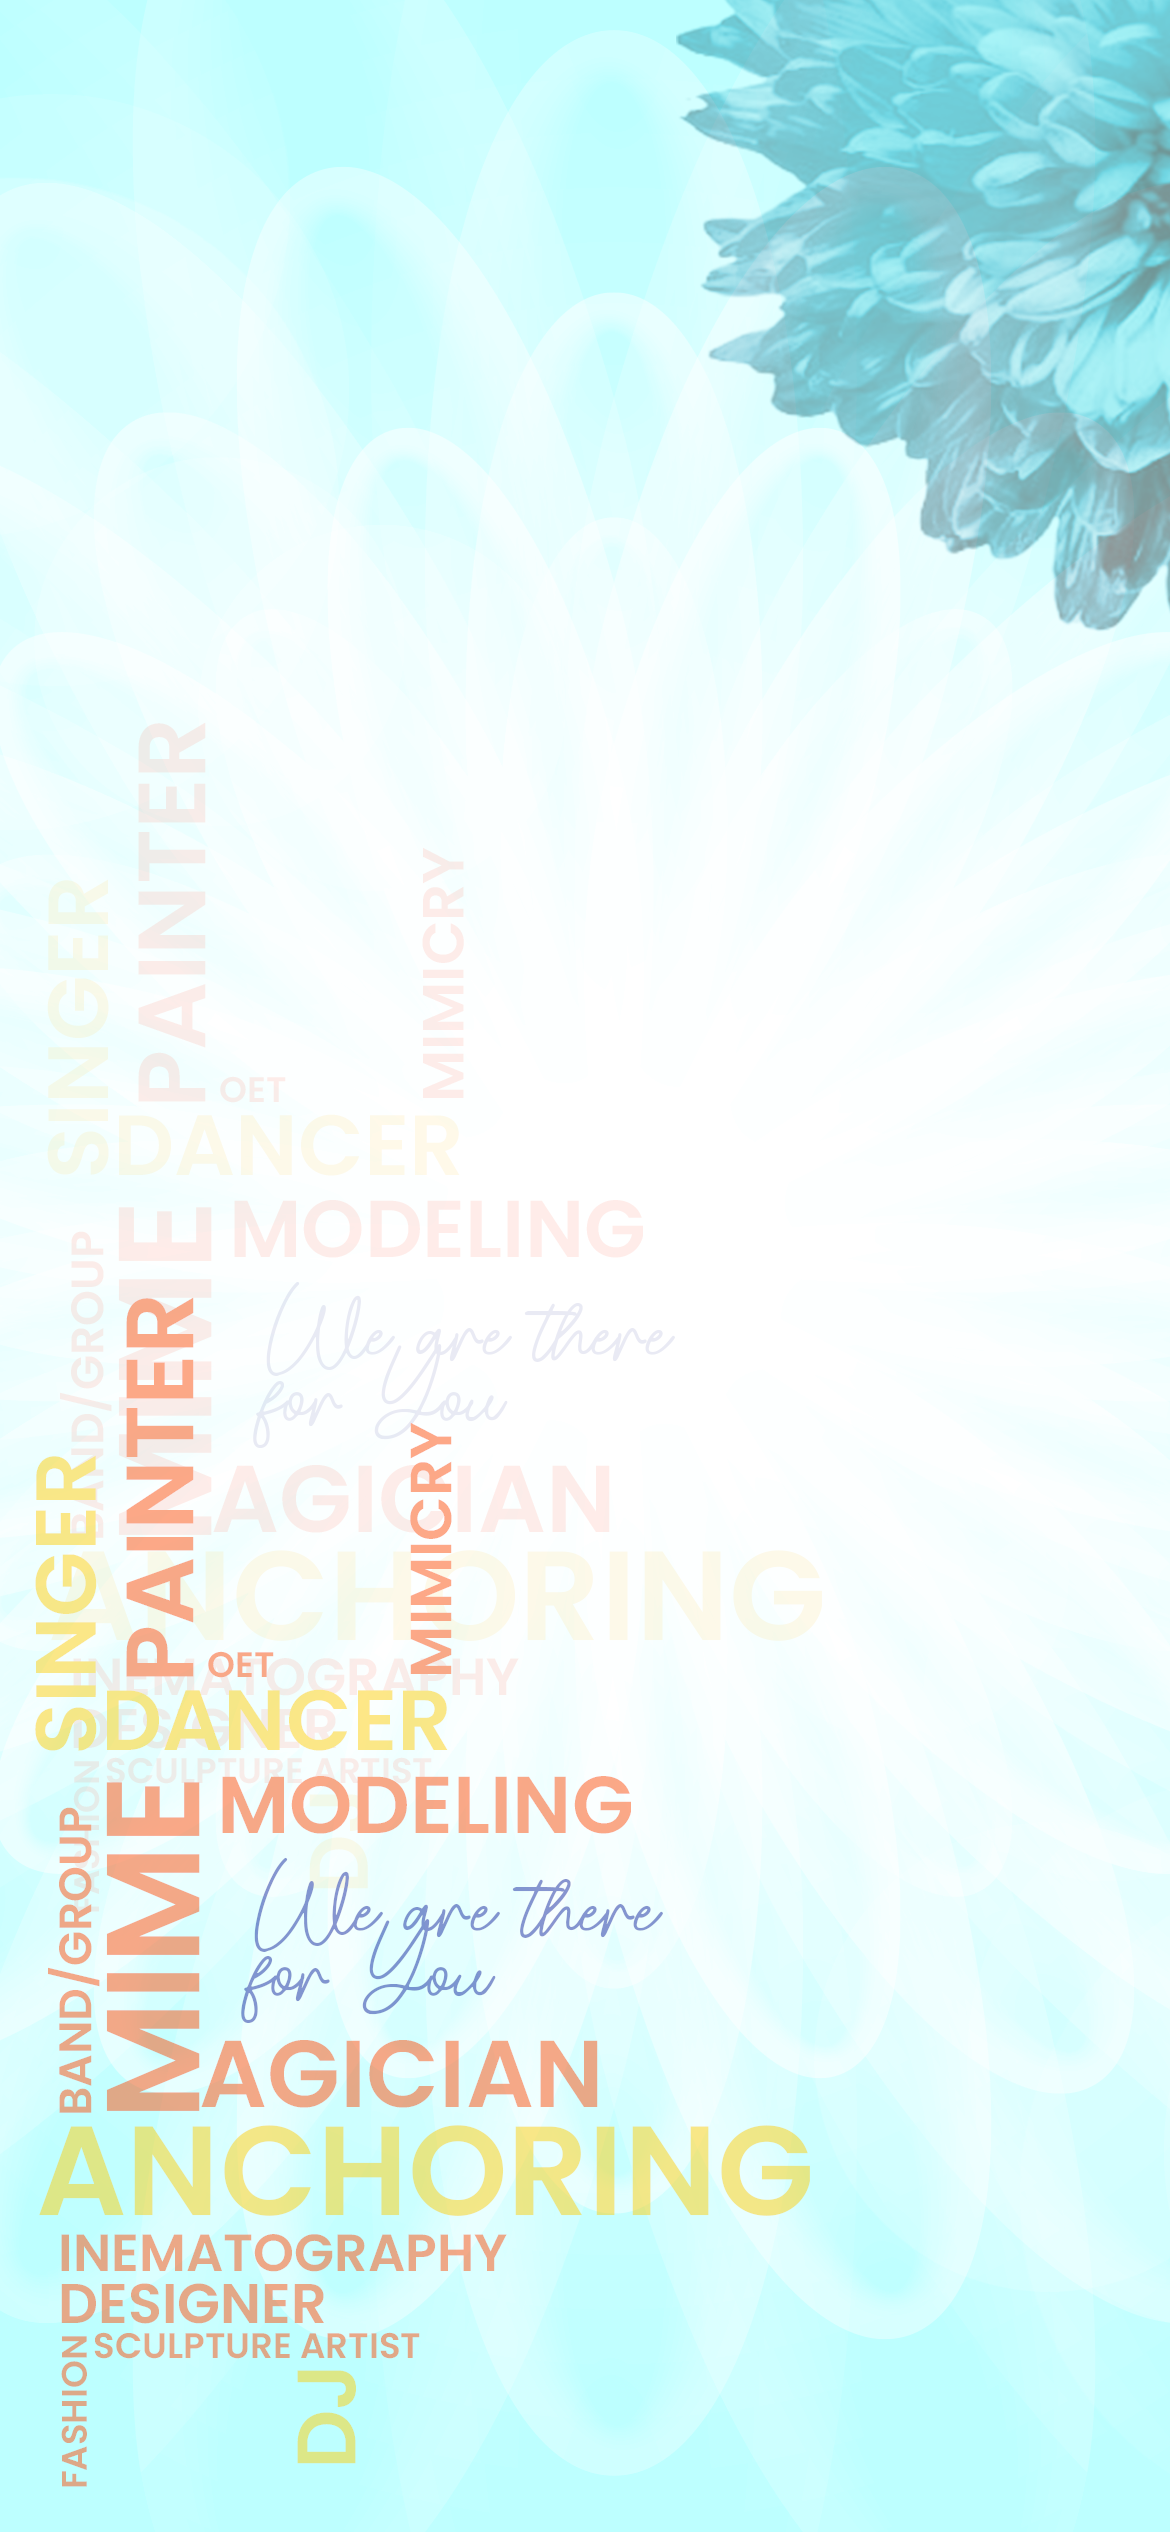 PAINTER
SINGER
MIMICRY
OET
DANCER
MODELING
MIME
BAND/GROUP
We are there
for You
AGICIAN
ANCHORING
INEMATOGRAPHY
DESIGNER
SCULPTURE ARTIST
FASHION
DJ
PAINTER
SINGER
MIMICRY
OET
DANCER
MODELING
MIME
BAND/GROUP
We are there
for You
AGICIAN
ANCHORING
INEMATOGRAPHY
DESIGNER
SCULPTURE ARTIST
FASHION
DJ